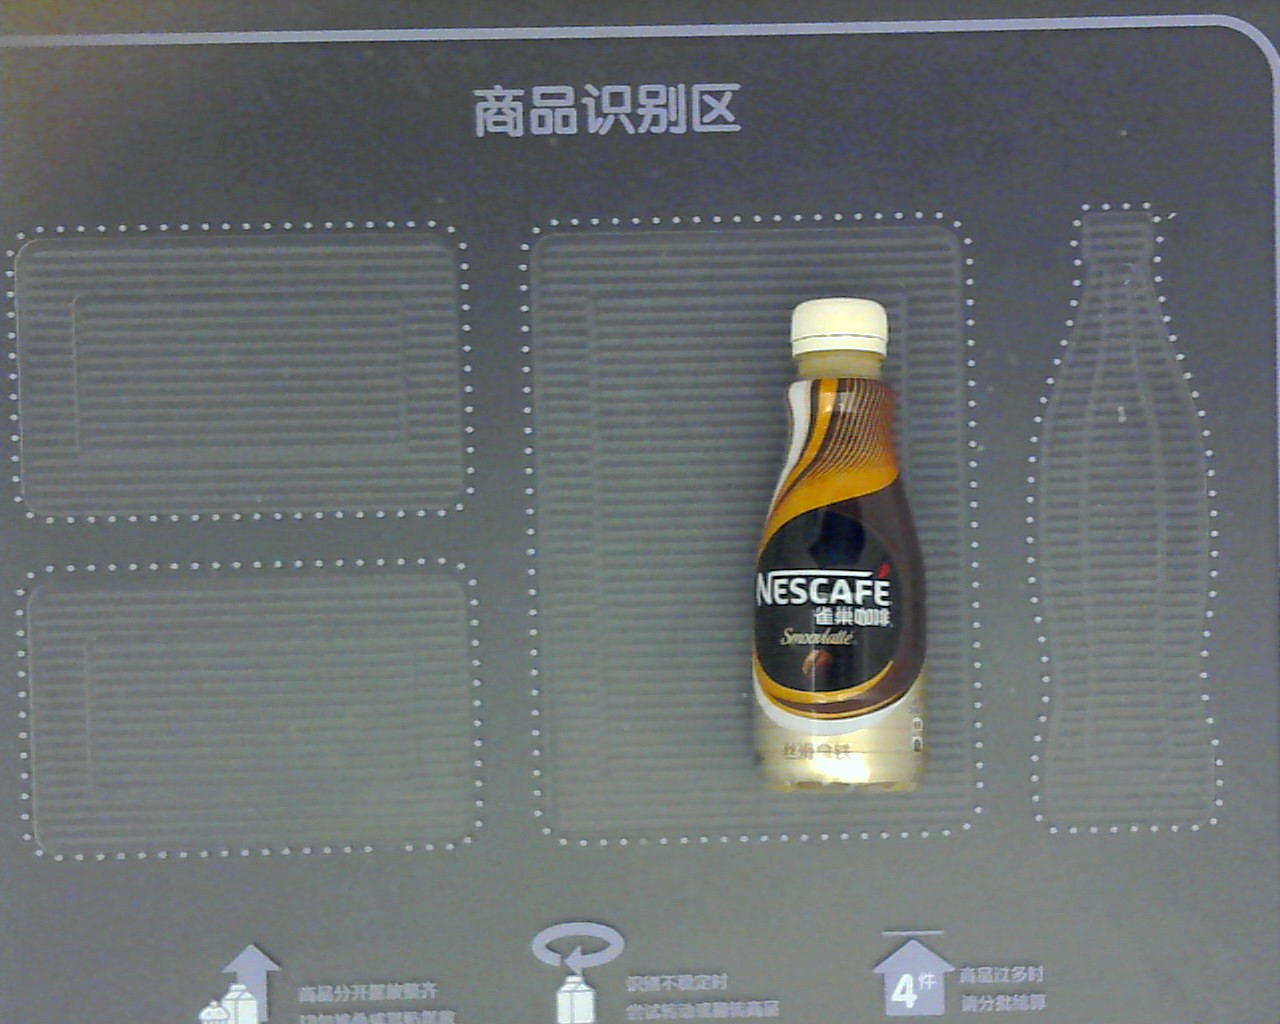 商品识别区
NESCAFÉ
雀巢咖啡
Smoovlatte
丝滑拿铁
商品分开摆放整齐
识别不稳定时
尝试转动或翻转商品
4件
商品过多时
请分批结算